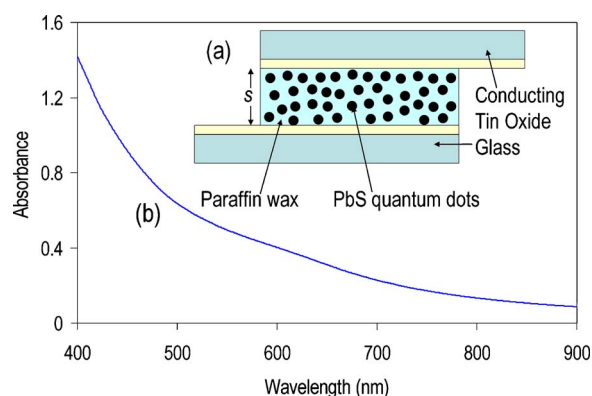 1.6
(a)
1.2
s
Conducting
Tin Oxide
Glass
Absorbance
0.8
Paraffin wax
PbS quantum dots
(b)
0.4
0
400
500
600
700
800
900
Wavelength (nm)